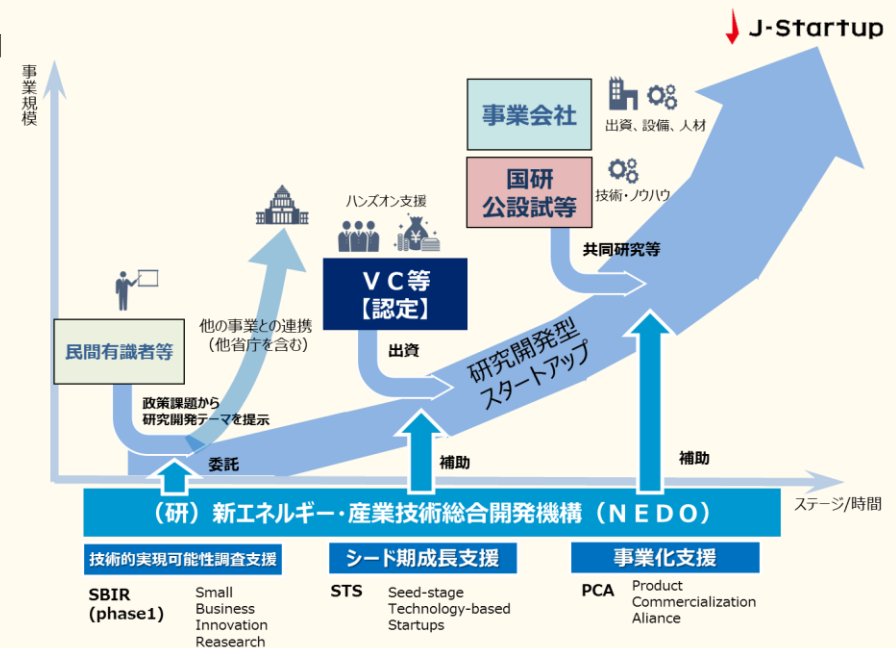 J-Startup
事業規模
事業会社
出資、設備、人材
国研
公設試等
技術・ノウハウ
共同研究等
ハンズオン支援
VC等
【認定】
出資
他の事業との連携
(他省庁を含む)
民間有識者等
政策課題から
研究開発テーマを提示
研究開発型
スタートアップ
委託
補助
補助
ステージ/時間
(研)新エネルギー・産業技術総合開発機構(NEDO)
技術的実現可能性調査支援
シード期成長支援
事業化支援
SBIR
(phase1)
Small
Business
Innovation
Reasearch
STS
Seed-stage
Technology-based
Startups
PCA
Product
Commercialization
Aliance